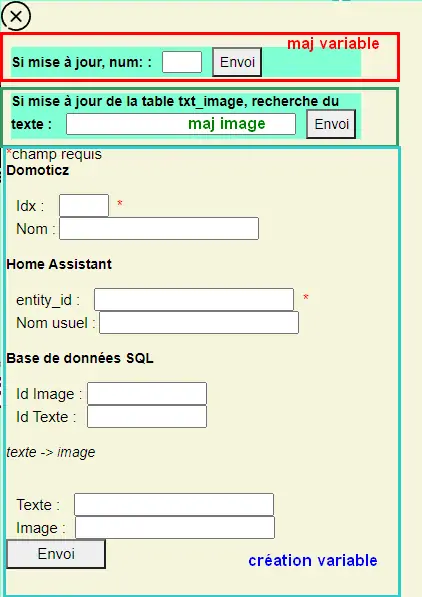 maj variable
Si mise à jour, num: : Envoi
Si mise à jour de la table txt_image, recherche du
texte : maj image Envoi
*champ requis
Domoticz
Idx : *
Nom :
Home Assistant
entity_id : *
Nom usuel :
Base de données SQL
Id Image :
Id Texte :
texte -> image
Texte :
Image :
Envoi
création variable